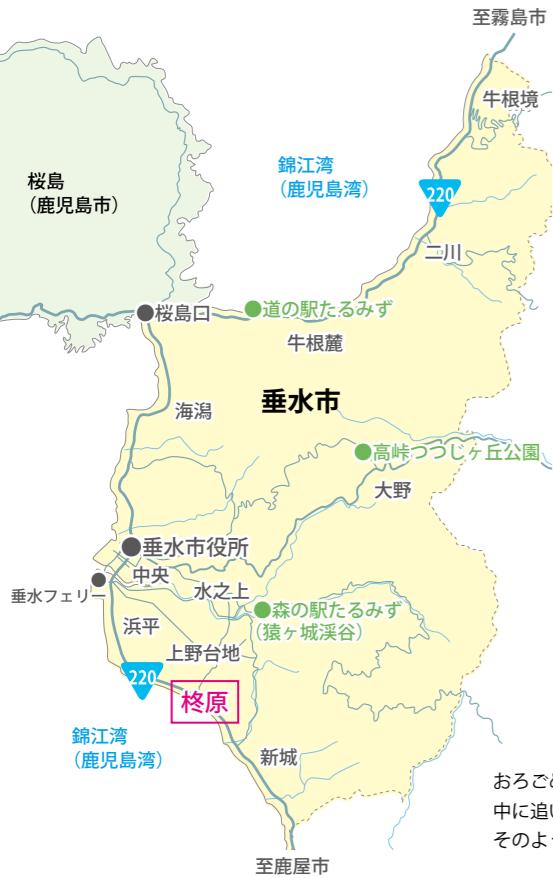 至霧島市
牛根境
錦江湾
（鹿児島湾）
桜島
（鹿児島市）
220
二川
桜島口
道の駅たるみず
牛根麓
垂水市
海潟
高峠つつじヶ丘公園
大野
垂水市役所
中央
垂水フェリー
水之上
森の駅たるみず
（猿ヶ城渓谷）
浜平
上野台地
220
柊原
錦江湾
（鹿児島湾）
新城
おろご
中に追い
そのよう
至鹿屋市